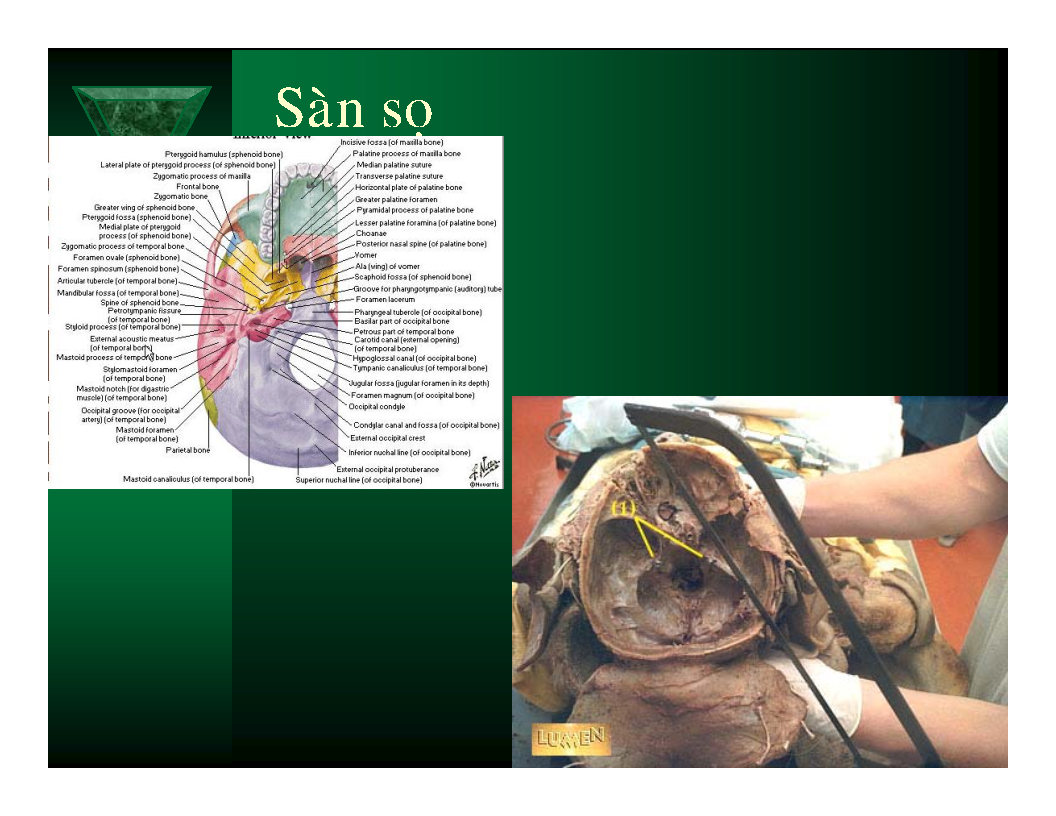 Sàn sọ
Inferior View
Incisive fossa (of maxilla bone)
Palatine process of maxilla bone
Median palatine suture
Transverse palatine suture
Horizontal plate of palatine bone
Greater palatine foramen
Pyramidal process of palatine bone
Lesser palatine foramina (of palatine bone)
Choanae
Posterior nasal spine (of palatine bone)
Vomer
Ala (wing) of vomer
Scaphoid fossa (of sphenoid bone)
Groove for pharyngotympanic (auditory) tube
Foramen lacerum
Pharyngeal tubercle (of occipital bone)
Basilar part of occipital bone
Petrous part of temporal bone
Carotid canal (external opening)
(of temporal bone)
Hypoglossal canal (of occipital bone)
Tympanic canaliculus (of temporal bone)
Jugular fossa (jugular foramen in its depth)
Foramen magnum (of occipital bone)
Occipital condyle
Condylar canal and fossa (of occipital bone)
External occipital crest
Inferior nuchal line (of occipital bone)
External occipital protuberance
Superior nuchal line (of occipital bone)
Pterygoid hamulus (sphenoid bone)
Lateral plate of pterygoid process (of sphenoid bone)
Zygomatic process of maxilla
Frontal bone
Zygomatic bone
Greater wing of sphenoid bone
Pterygoid fossa (sphenoid bone)
Medial plate of pterygoid
process (of sphenoid bone)
Zygomatic process of temporal bone
Foramen ovale (sphenoid bone)
Foramen spinosum (sphenoid bone)
Articular tubercle (of temporal bone)
Mandibular fossa (of temporal bone)
Spine of sphenoid bone
Petrotympanic fissure
(of temporal bone)
Styloid process (of temporal bone)
External acoustic meatus
(of temporal bone)
Mastoid process of temporal bone
Stylomastoid foramen
(of temporal bone)
Mastoid notch (for digastric
muscle) (of temporal bone)
Occipital groove (for occipital
artery) (of temporal bone)
Mastoid foramen
(of temporal bone)
Parietal bone
Mastoid canaliculus (of temporal bone)
©Novartis
(1)
LUMEN